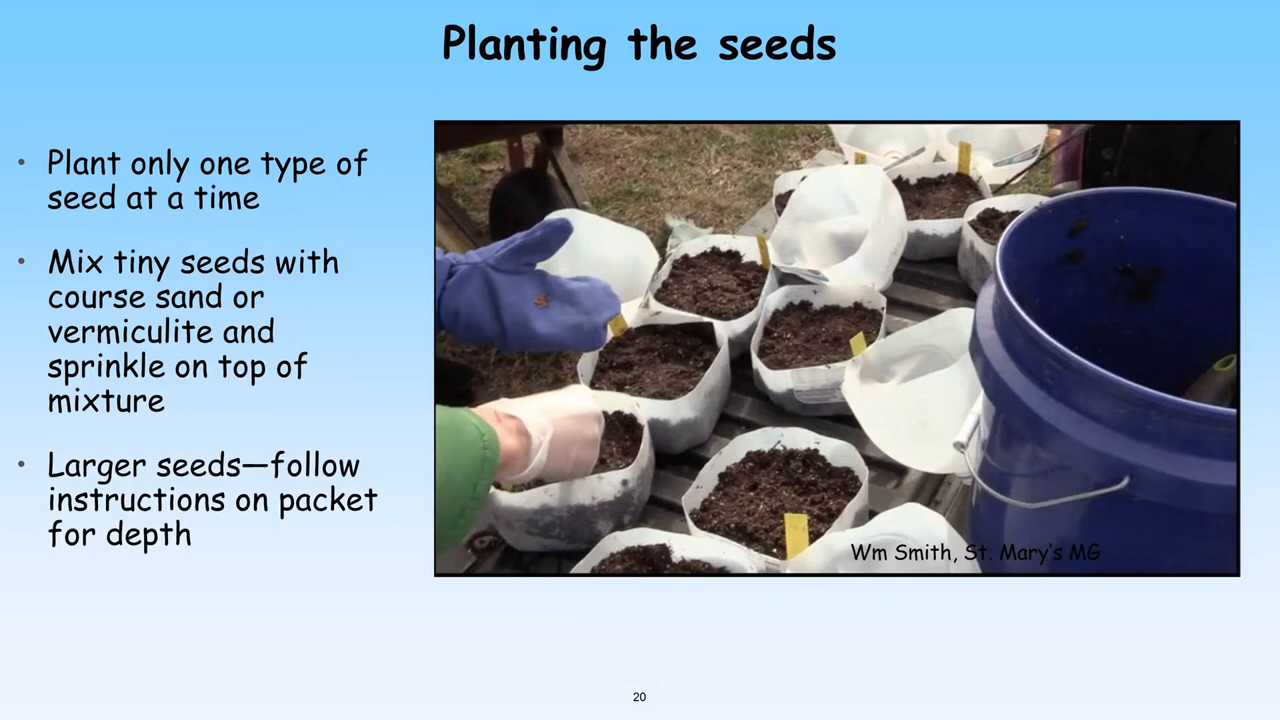 Planting the seeds
• Plant only one type of
seed at a time
• Mix tiny seeds with
course sand or
vermiculite and
sprinkle on top of
mixture
• Larger seeds—follow
instructions on packet
for depth
Wm Smith, St. Mary's MG
20